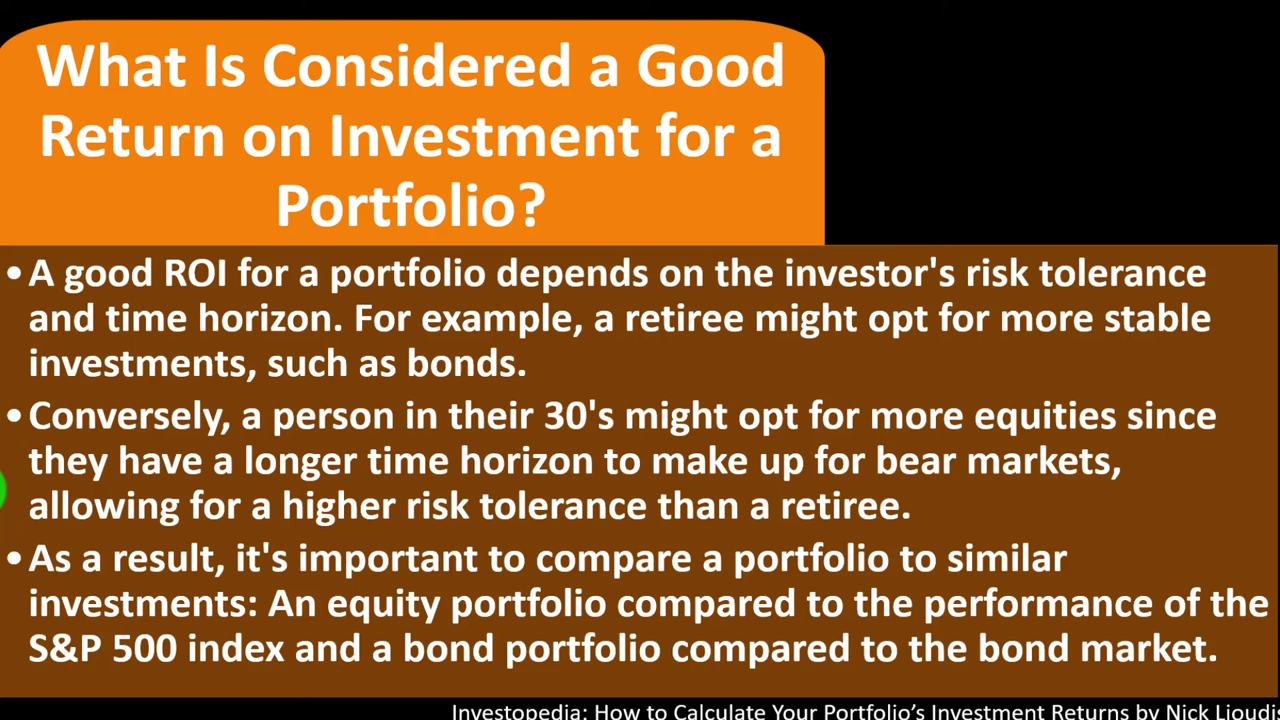 What Is Considered a Good
Return on Investment for a
Portfolio?
•A good ROI for a portfolio depends on the investor's risk tolerance
and time horizon. For example, a retiree might opt for more stable
investments, such as bonds.
•Conversely, a person in their 30's might opt for more equities since
they have a longer time horizon to make up for bear markets,
allowing for a higher risk tolerance than a retiree.
•As a result, it's important to compare a portfolio to similar
investments: An equity portfolio compared to the performance of the
S&P 500 index and a bond portfolio compared to the bond market.
Investopedia: How to Calculate Your Portfolio’s Investment Returns by Nick Lioudis